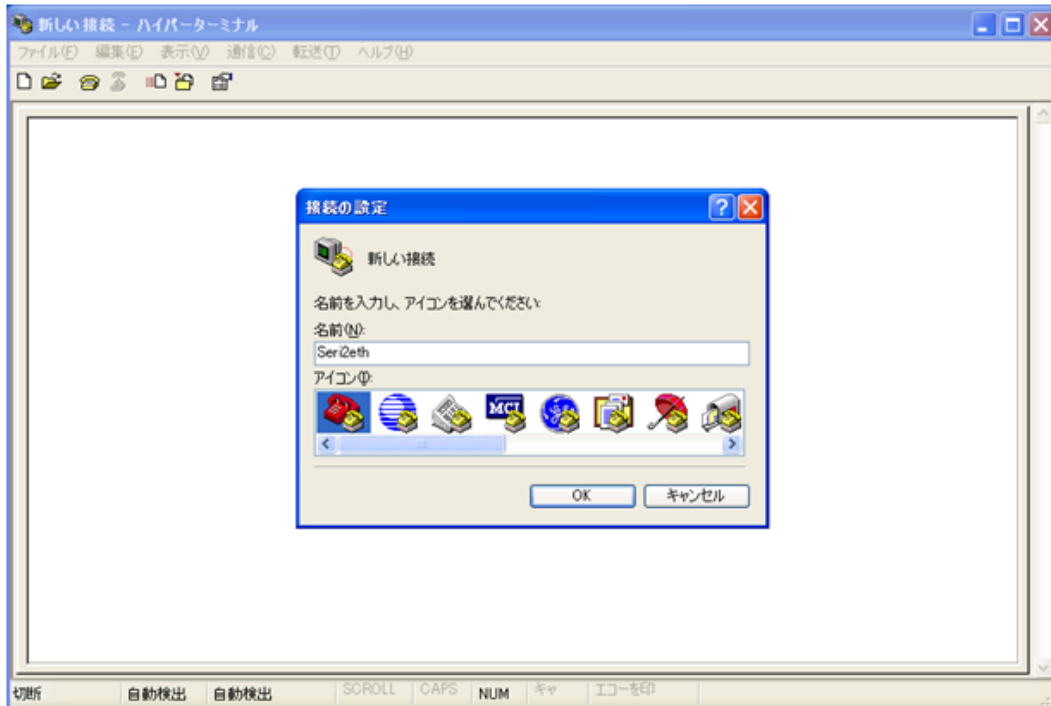 新しい接続 - ハイパーターミナル
ファイル(F) 編集(E) 表示(V) 通信(C) 転送(T) ヘルプ(H)
接続の設定
新しい接続
名前を入力し、アイコンを選んでください:
名前(N):
Seri2eth
アイコン(I):
MCI
OK キャンセル
切断 自動検出 自動検出 SCROLL CAPS NUM キャ エコーを印